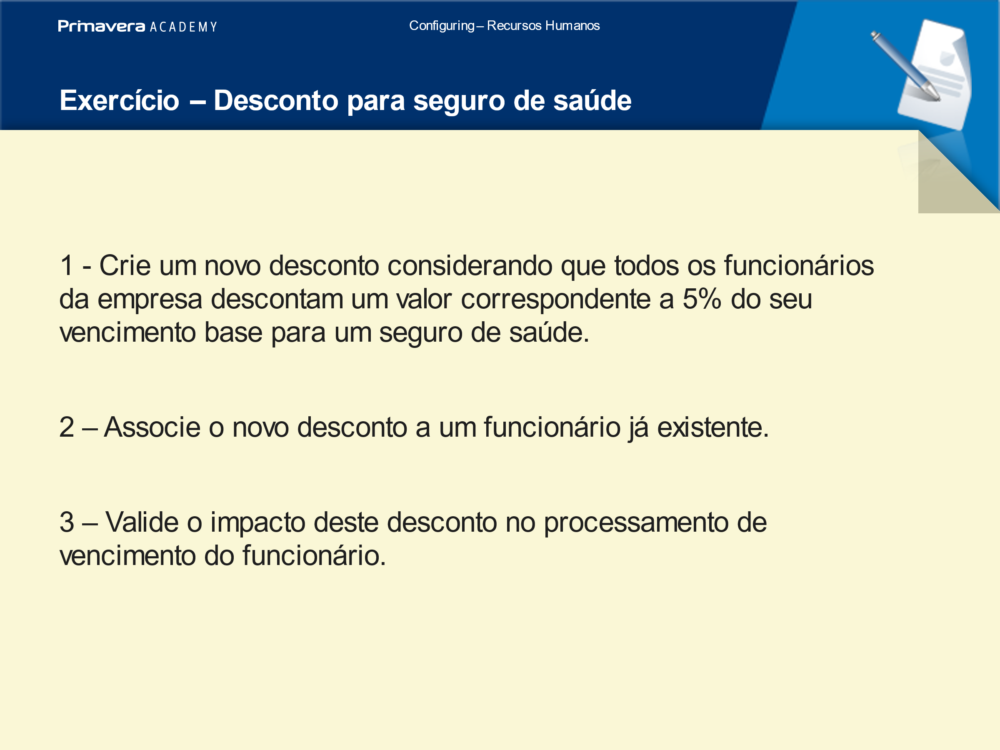 Primavera ACADEMY
Configuring – Recursos Humanos
Exercício – Desconto para seguro de saúde
1 - Crie um novo desconto considerando que todos os funcionários
da empresa descontam um valor correspondente a 5% do seu
vencimento base para um seguro de saúde.
2 – Associe o novo desconto a um funcionário já existente.
3 – Valide o impacto deste desconto no processamento de
vencimento do funcionário.